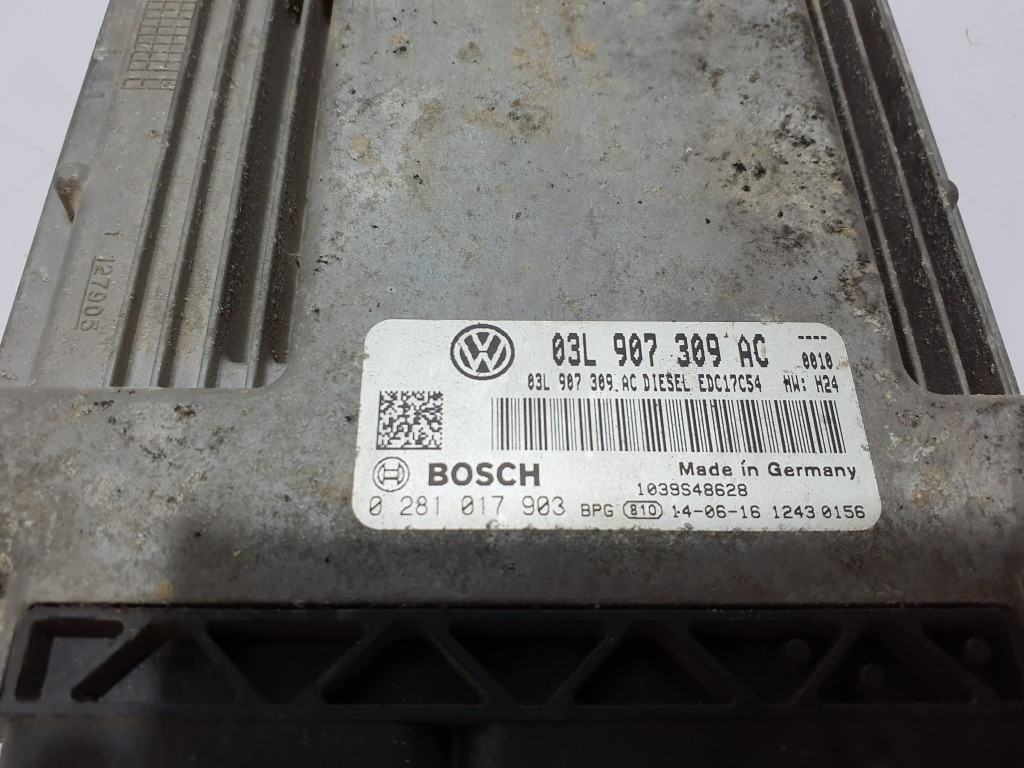 T 127905
VW 03L 907 309 AC ---- 0010
03L 907 309 AC DIESEL EDC17C54 HW: H24
BOSCH Made in Germany
1039S48628
0 281 017 903 BPG 810 14-06-16 1243 0156